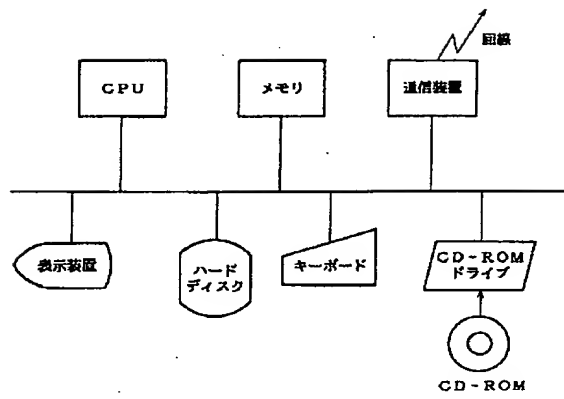 回線
CPU
メモリ
通信装置
表示装置
ハード
ディスク
キーボード
CD-ROM
ドライブ
CD-ROM